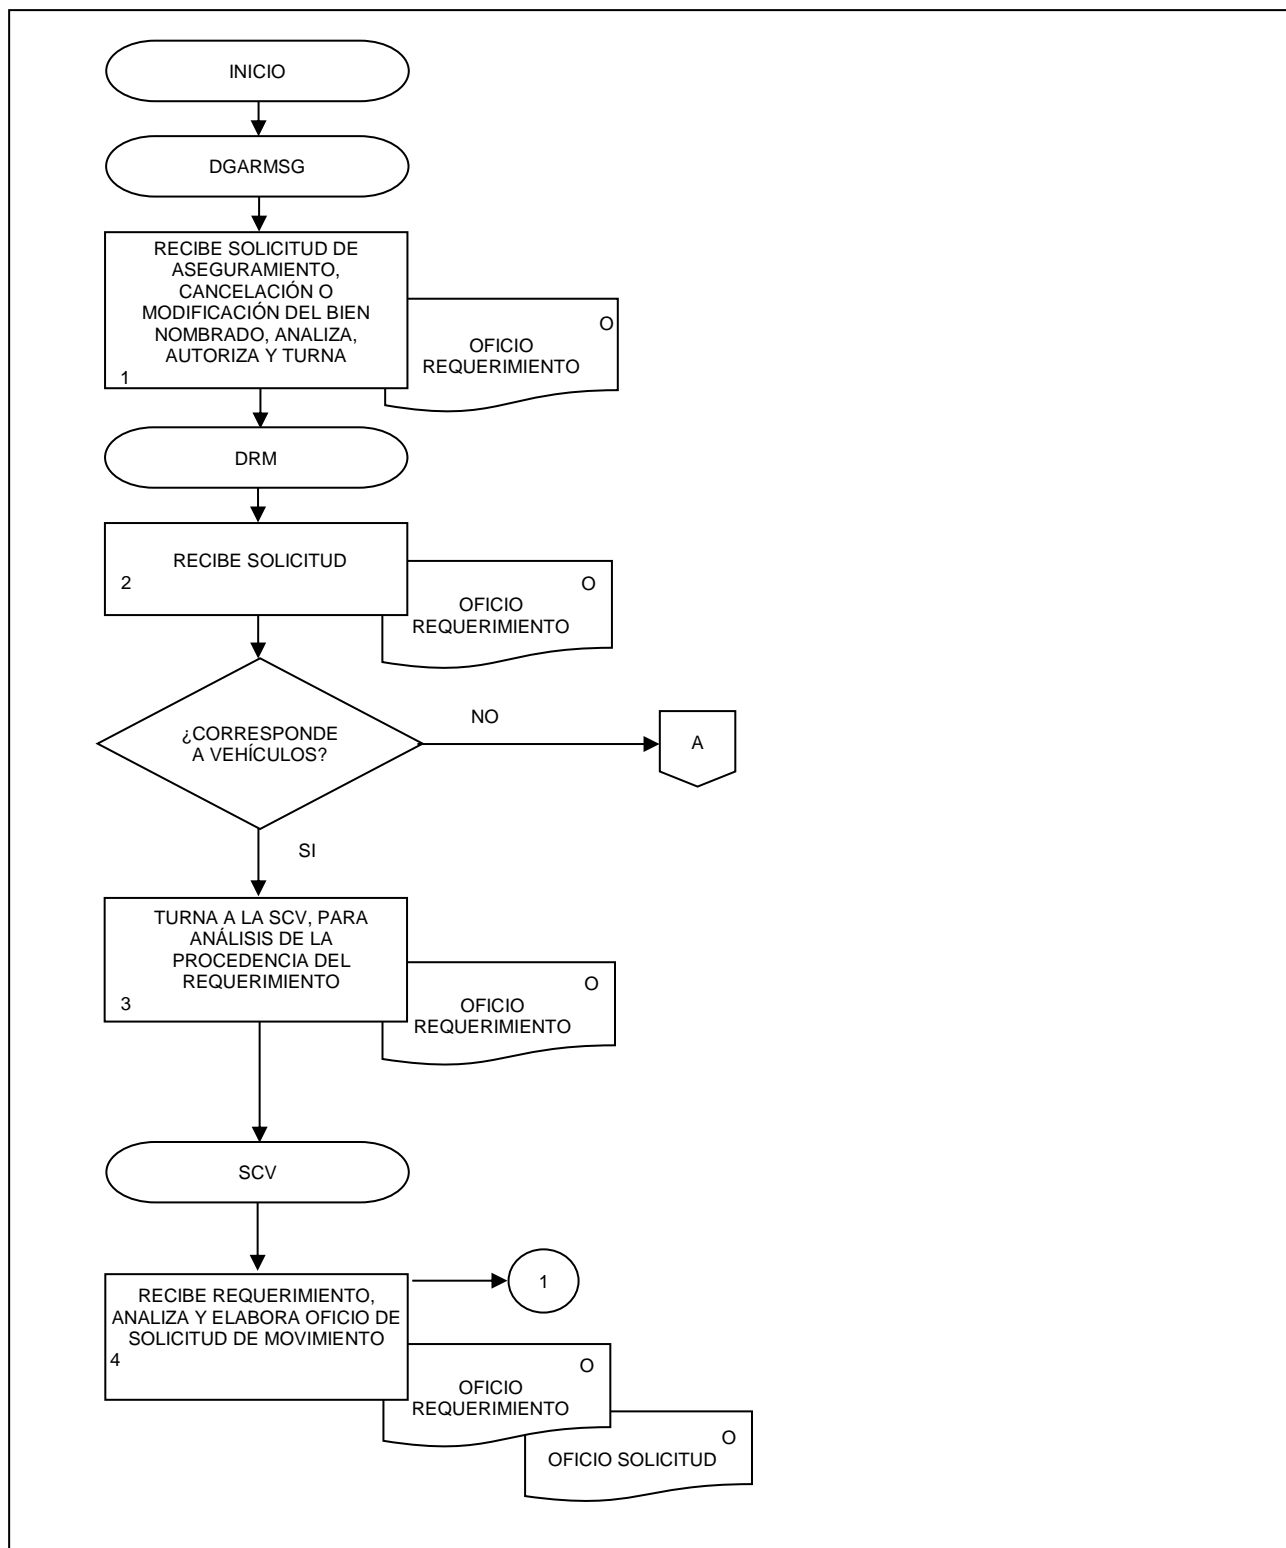 INICIO
DGARMSG
RECIBE SOLICITUD DE
ASEGURAMIENTO,
CANCELACIÓN O
MODIFICACIÓN DEL BIEN
NOMBRADO, ANALIZA,
AUTORIZA Y TURNA
1
O
OFICIO
REQUERIMIENTO
DRM
RECIBE SOLICITUD
2
O
OFICIO
REQUERIMIENTO
¿CORRESPONDE
A VEHÍCULOS?
NO
A
SI
TURNA A LA SCV, PARA
ANÁLISIS DE LA
PROCEDENCIA DEL
REQUERIMIENTO
3
O
OFICIO
REQUERIMIENTO
SCV
RECIBE REQUERIMIENTO,
ANALIZA Y ELABORA OFICIO DE
SOLICITUD DE MOVIMIENTO
4
1
O
OFICIO
REQUERIMIENTO
O
OFICIO SOLICITUD